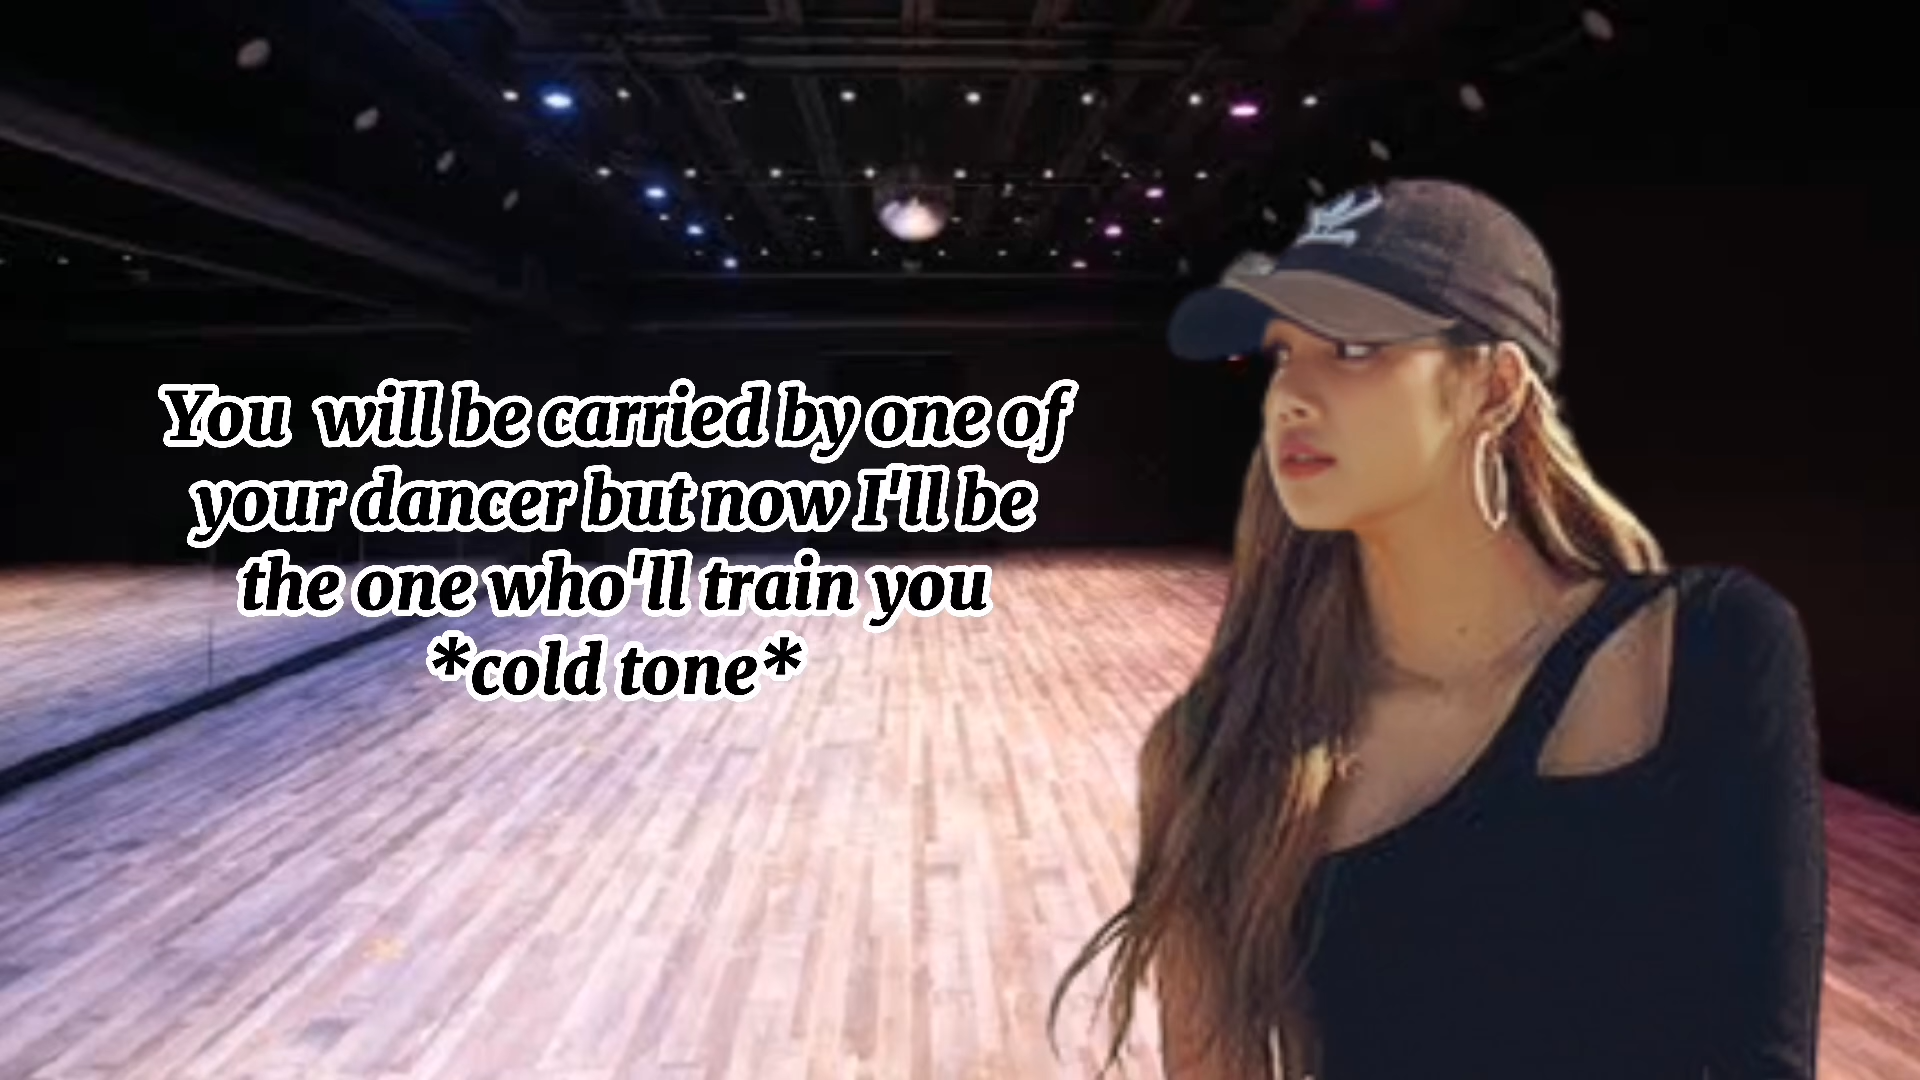 You will be carried by one of
your dancer but now I'll be
the one who'll train you
*cold tone*